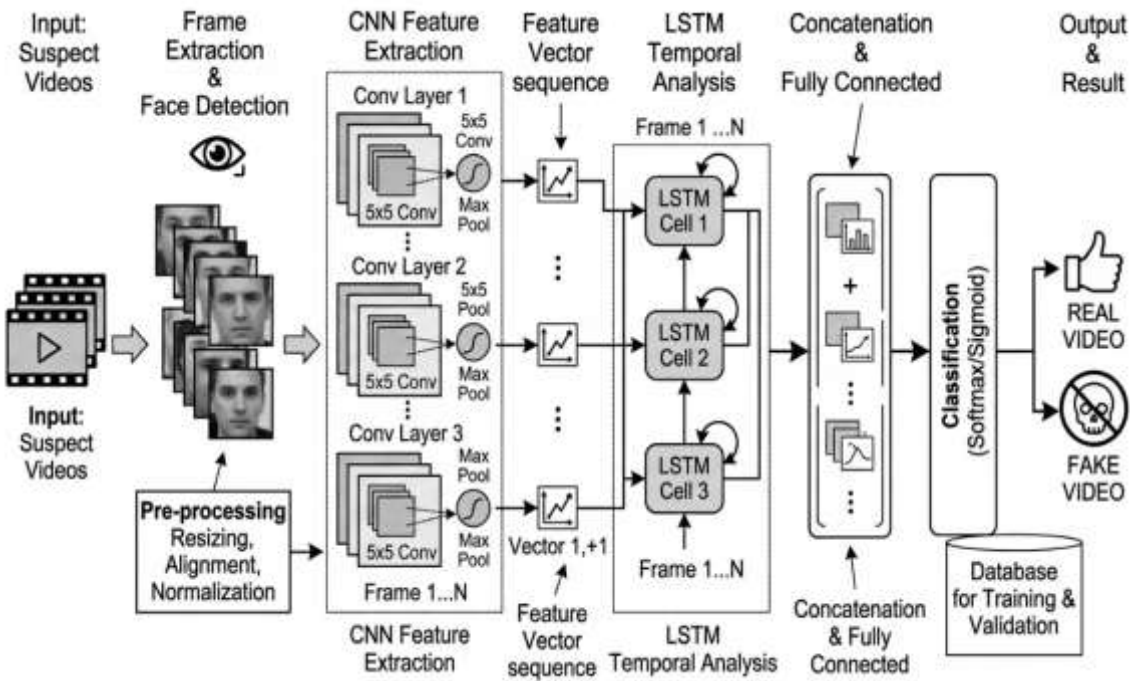 Input:
Suspect
Videos
Frame
Extraction
&
Face Detection
CNN Feature
Extraction
Feature
Vector
sequence
LSTM
Temporal
Analysis
Concatenation
&
Fully Connected
Output
&
Result
Input:
Suspect
Videos
Pre-processing
Resizing,
Alignment,
Normalization
Conv Layer 1
5x5
Conv
5x5 Conv
Max
Pool
Conv Layer 2
5x5
Pool
5x5 Conv
Max
Pool
Conv Layer 3
Max
Pool
5x5 Conv
Max
Pool
Frame 1...N
CNN Feature
Extraction
Vector 1,+1
Feature
Vector
sequence
Frame 1 ...N
LSTM
Cell 1
LSTM
Cell 2
LSTM
Cell 3
Frame 1...N
LSTM
Temporal Analysis
+
Concatenation
& Fully
Connected
Classification
(Softmax/Sigmoid)
Database
for Training &
Validation
REAL
VIDEO
FAKE
VIDEO